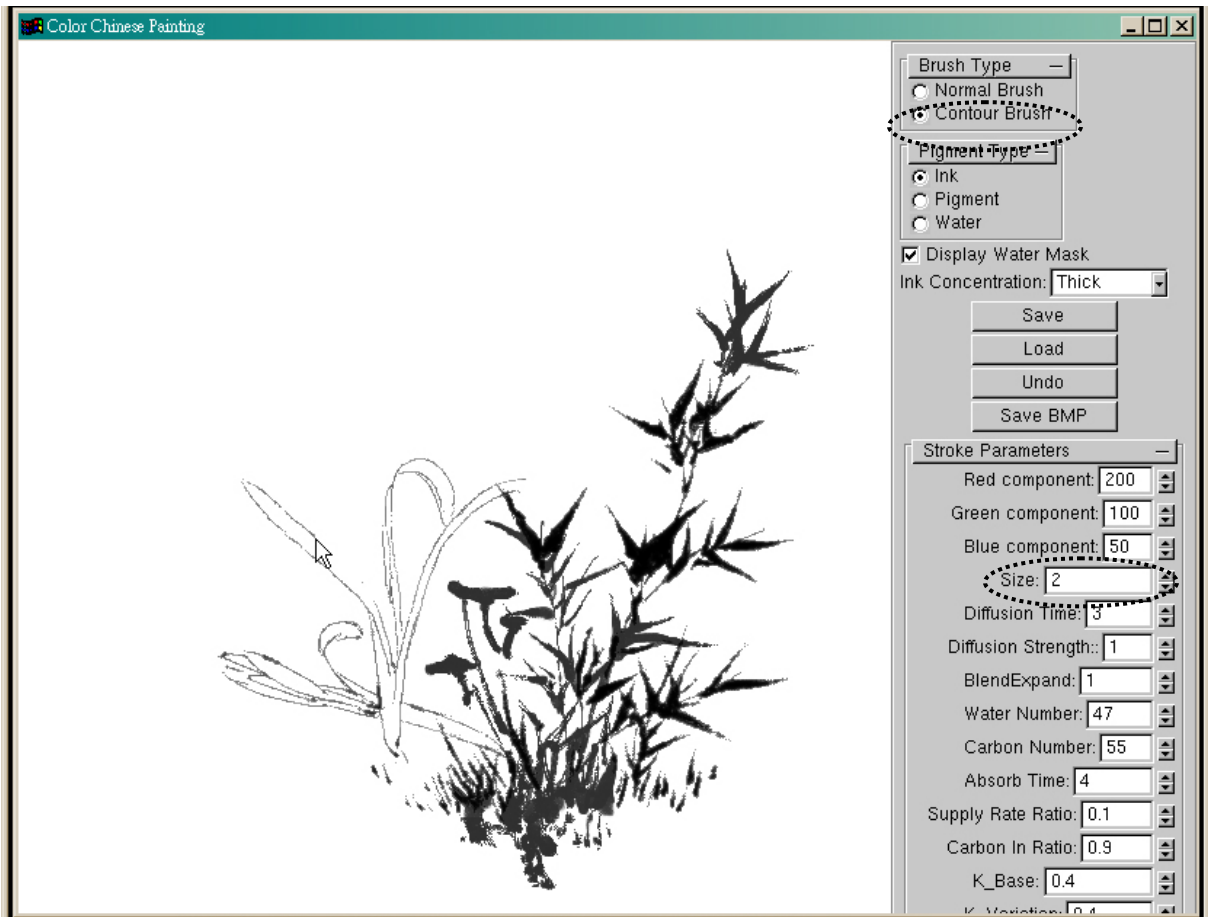 Color Chinese Painting
Brush Type
Normal Brush
Contour Brush
Pigment Type
Ink
Pigment
Water
Display Water Mask
Ink Concentration: Thick
Save
Load
Undo
Save BMP
Stroke Parameters
Red component: 200
Green component: 100
Blue component: 50
Size: 2
Diffusion Time: 3
Diffusion Strength:: 1
BlendExpand: 1
Water Number: 47
Carbon Number: 55
Absorb Time: 4
Supply Rate Ratio: 0.1
Carbon In Ratio: 0.9
K_Base: 0.4
K_Variation: 0.4